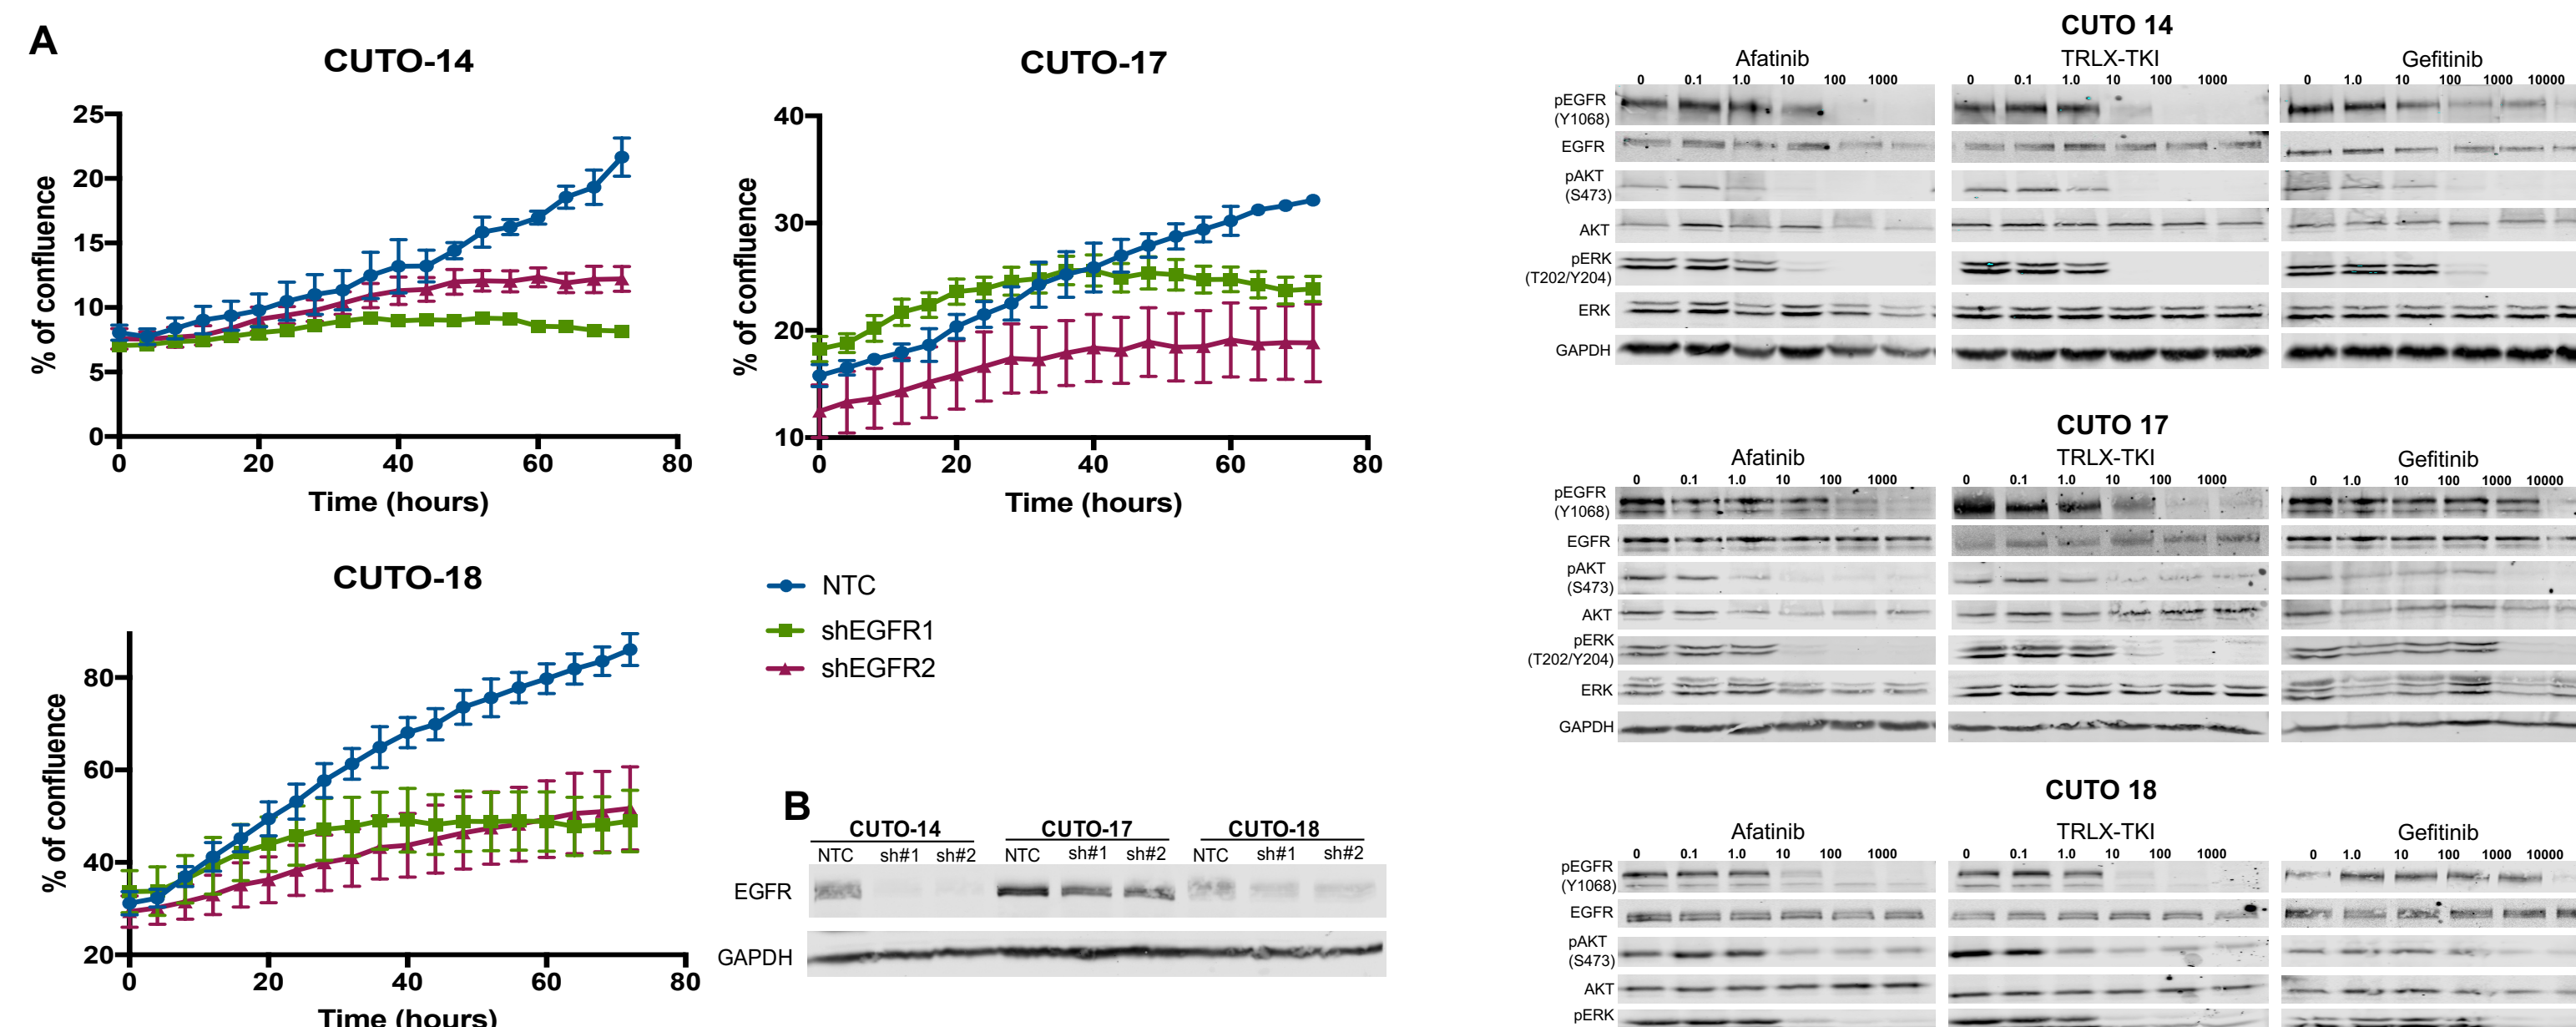 A
CUTO-14
25
20
15
10
5
0
% of confluence
0 20 40 60 80
Time (hours)
CUTO-17
40
30
20
10
% of confluence
0 20 40 60 80
Time (hours)
CUTO-18
80
60
40
20
% of confluence
0 20 40 60 80
Time (hours)
NTC
shEGFR1
shEGFR2
B
CUTO-14 CUTO-17 CUTO-18
NTC sh#1 sh#2 NTC sh#1 sh#2 NTC sh#1 sh#2
EGFR
GAPDH
CUTO 14
Afatinib TRLX-TKI Gefitinib
0 0.1 1.0 10 100 1000 0 0.1 1.0 10 100 1000 0 1.0 10 100 1000 10000
pEGFR
(Y1068)
EGFR
pAKT
(S473)
AKT
pERK
(T202/Y204)
ERK
GAPDH
CUTO 17
Afatinib TRLX-TKI Gefitinib
0 0.1 1.0 10 100 1000 0 0.1 1.0 10 100 1000 0 1.0 10 100 1000 10000
pEGFR
(Y1068)
EGFR
pAKT
(S473)
AKT
pERK
(T202/Y204)
ERK
GAPDH
CUTO 18
Afatinib TRLX-TKI Gefitinib
0 0.1 1.0 10 100 1000 0 0.1 1.0 10 100 1000 0 1.0 10 100 1000 10000
pEGFR
(Y1068)
EGFR
pAKT
(S473)
AKT
pERK